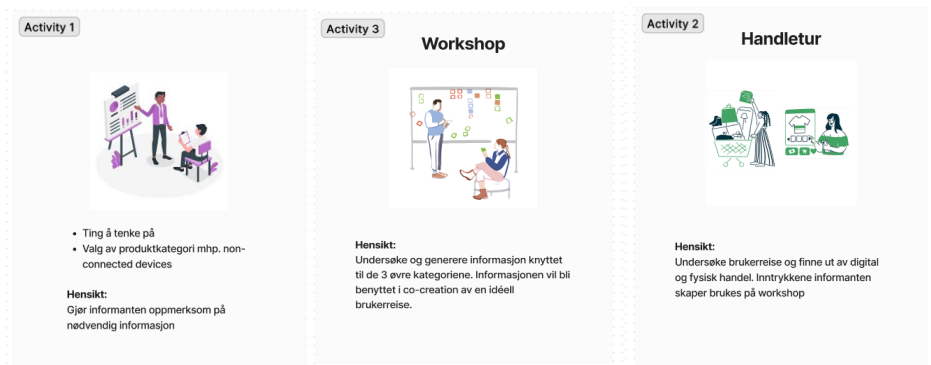 Activity 1
• Ting å tenke på
• Valg av produktkategori mhp. non-
connected devices
Hensikt:
Gjør informanten oppmerksom på
nødvendig informasjon
Activity 3
Workshop
Hensikt:
Undersøke og generere informasjon knyttet
til de 3 øvre kategoriene. Informasjonen vil bli
benyttet i co-creation av en idéell
brukerreise.
Activity 2
Handletur
Hensikt:
Undersøke brukerreise og finne ut av digital
og fysisk handel. Inntrykkene informanten
skaper brukes på workshop